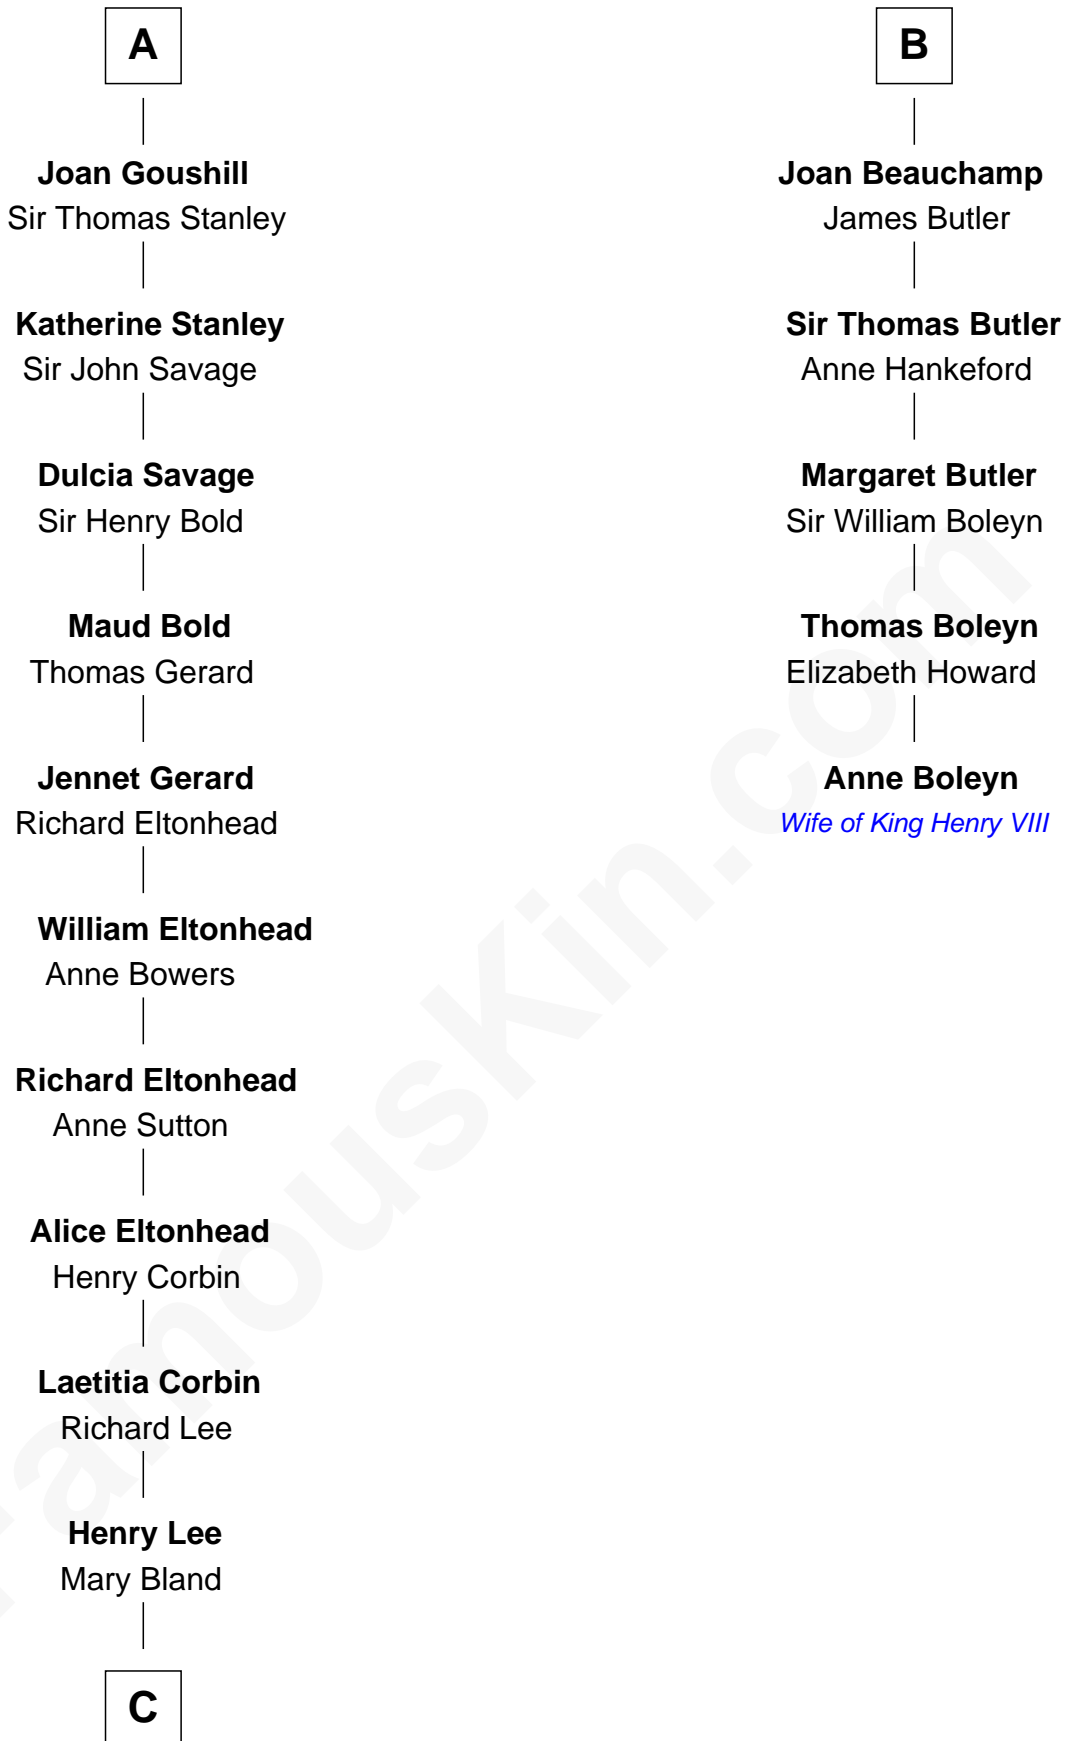 A
Joan Goushill
Sir Thomas Stanley
Katherine Stanley
Sir John Savage
Dulcia Savage
Sir Henry Bold
Maud Bold
Thomas Gerard
Jennet Gerard
Richard Eltonhead
William Eltonhead
Anne Bowers
Richard Eltonhead
Anne Sutton
Alice Eltonhead
Henry Corbin
Laetitia Corbin
Richard Lee
Henry Lee
Mary Bland
C
B
Joan Beauchamp
James Butler
Sir Thomas Butler
Anne Hankeford
Margaret Butler
Sir William Boleyn
Thomas Boleyn
Elizabeth Howard
Anne Boleyn
Wife of King Henry VIII
FamousKin.com